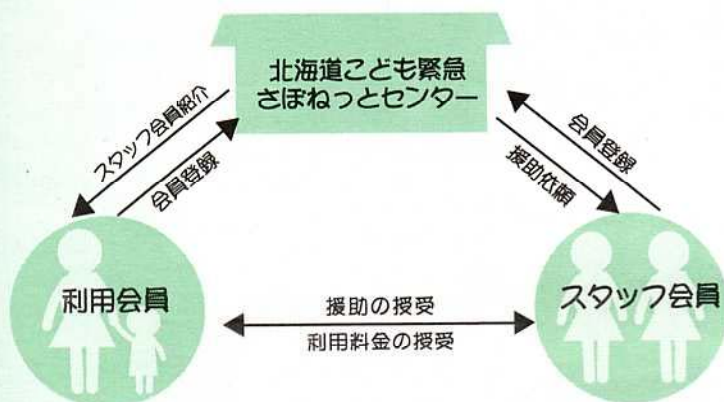 北海道こども緊急
さぽねっとセンター
スタッフ会員紹介
会員登録
会員登録
援助依頼
利用会員
スタッフ会員
援助の授受
利用料金の授受